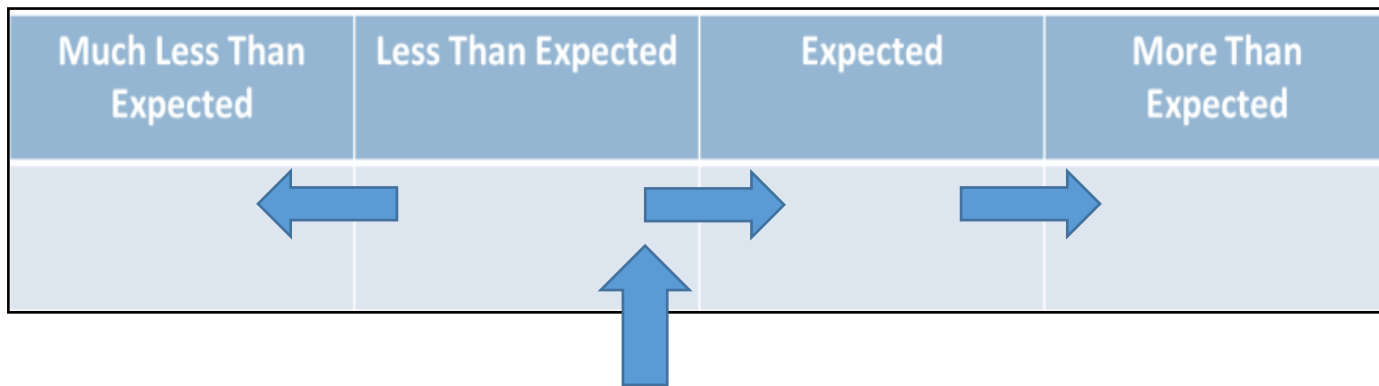 Much Less Than
Expected
Less Than Expected
Expected
More Than
Expected